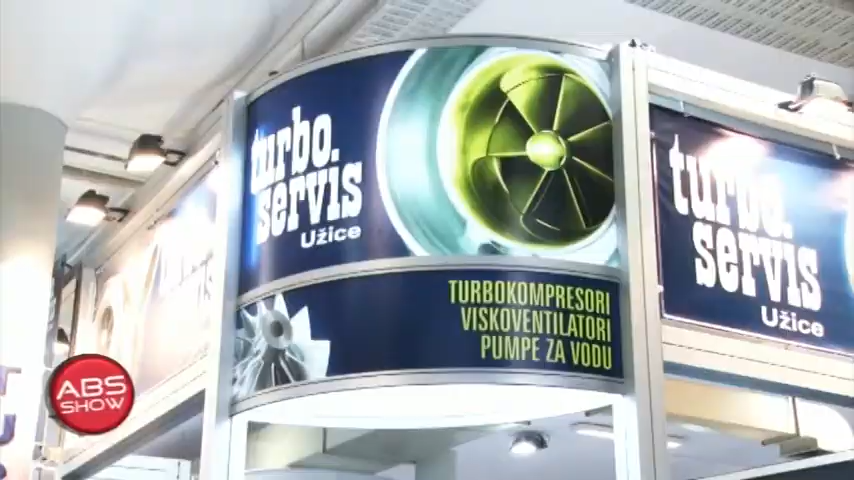 turbo.
servis
Užice
TURBOKOMPRESORI
VISKOVENTILATORI
PUMPE ZA VODU
turbo.
servis
Užice
ABS
SHOW